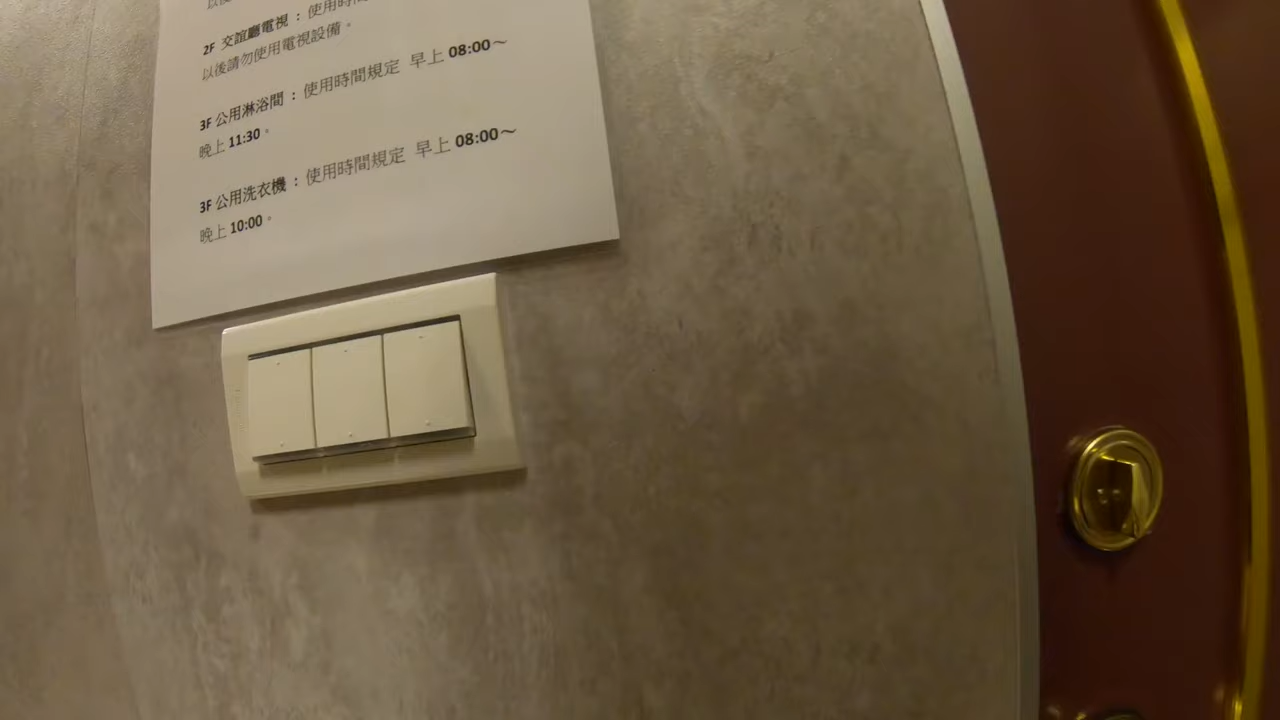 以後
2F 交誼廳電視：使用時間
以後請勿使用電視設備。
3F 公用淋浴間：使用時間規定 早上 08:00～
晚上 11:30。
3F 公用洗衣機：使用時間規定 早上 08:00～
晚上 10:00。